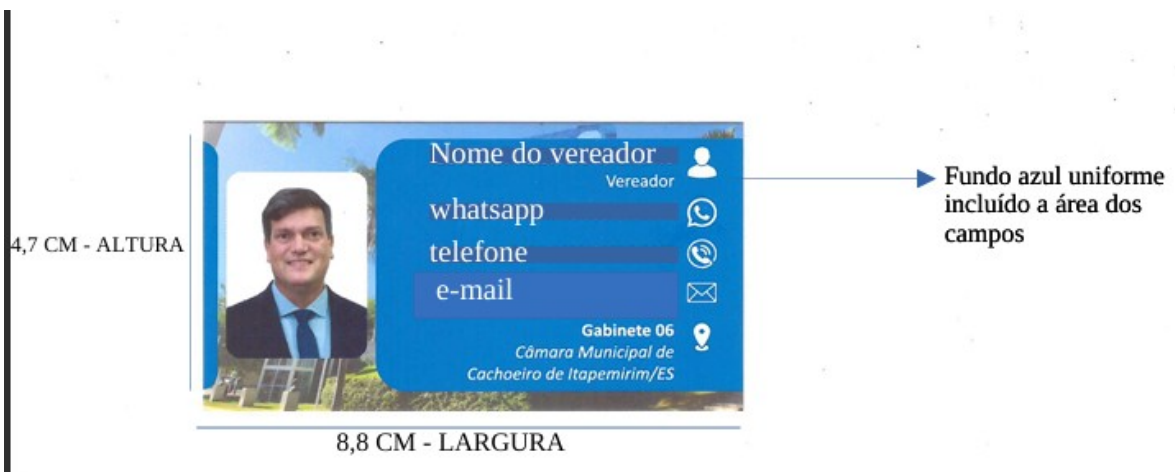 Nome do vereador
Vereador
whatsapp
telefone
e-mail
Gabinete 06
Câmara Municipal de
Cachoeiro de Itapemirim/ES
4,7 CM - ALTURA
8,8 CM - LARGURA
Fundo azul uniforme
incluído a área dos
campos